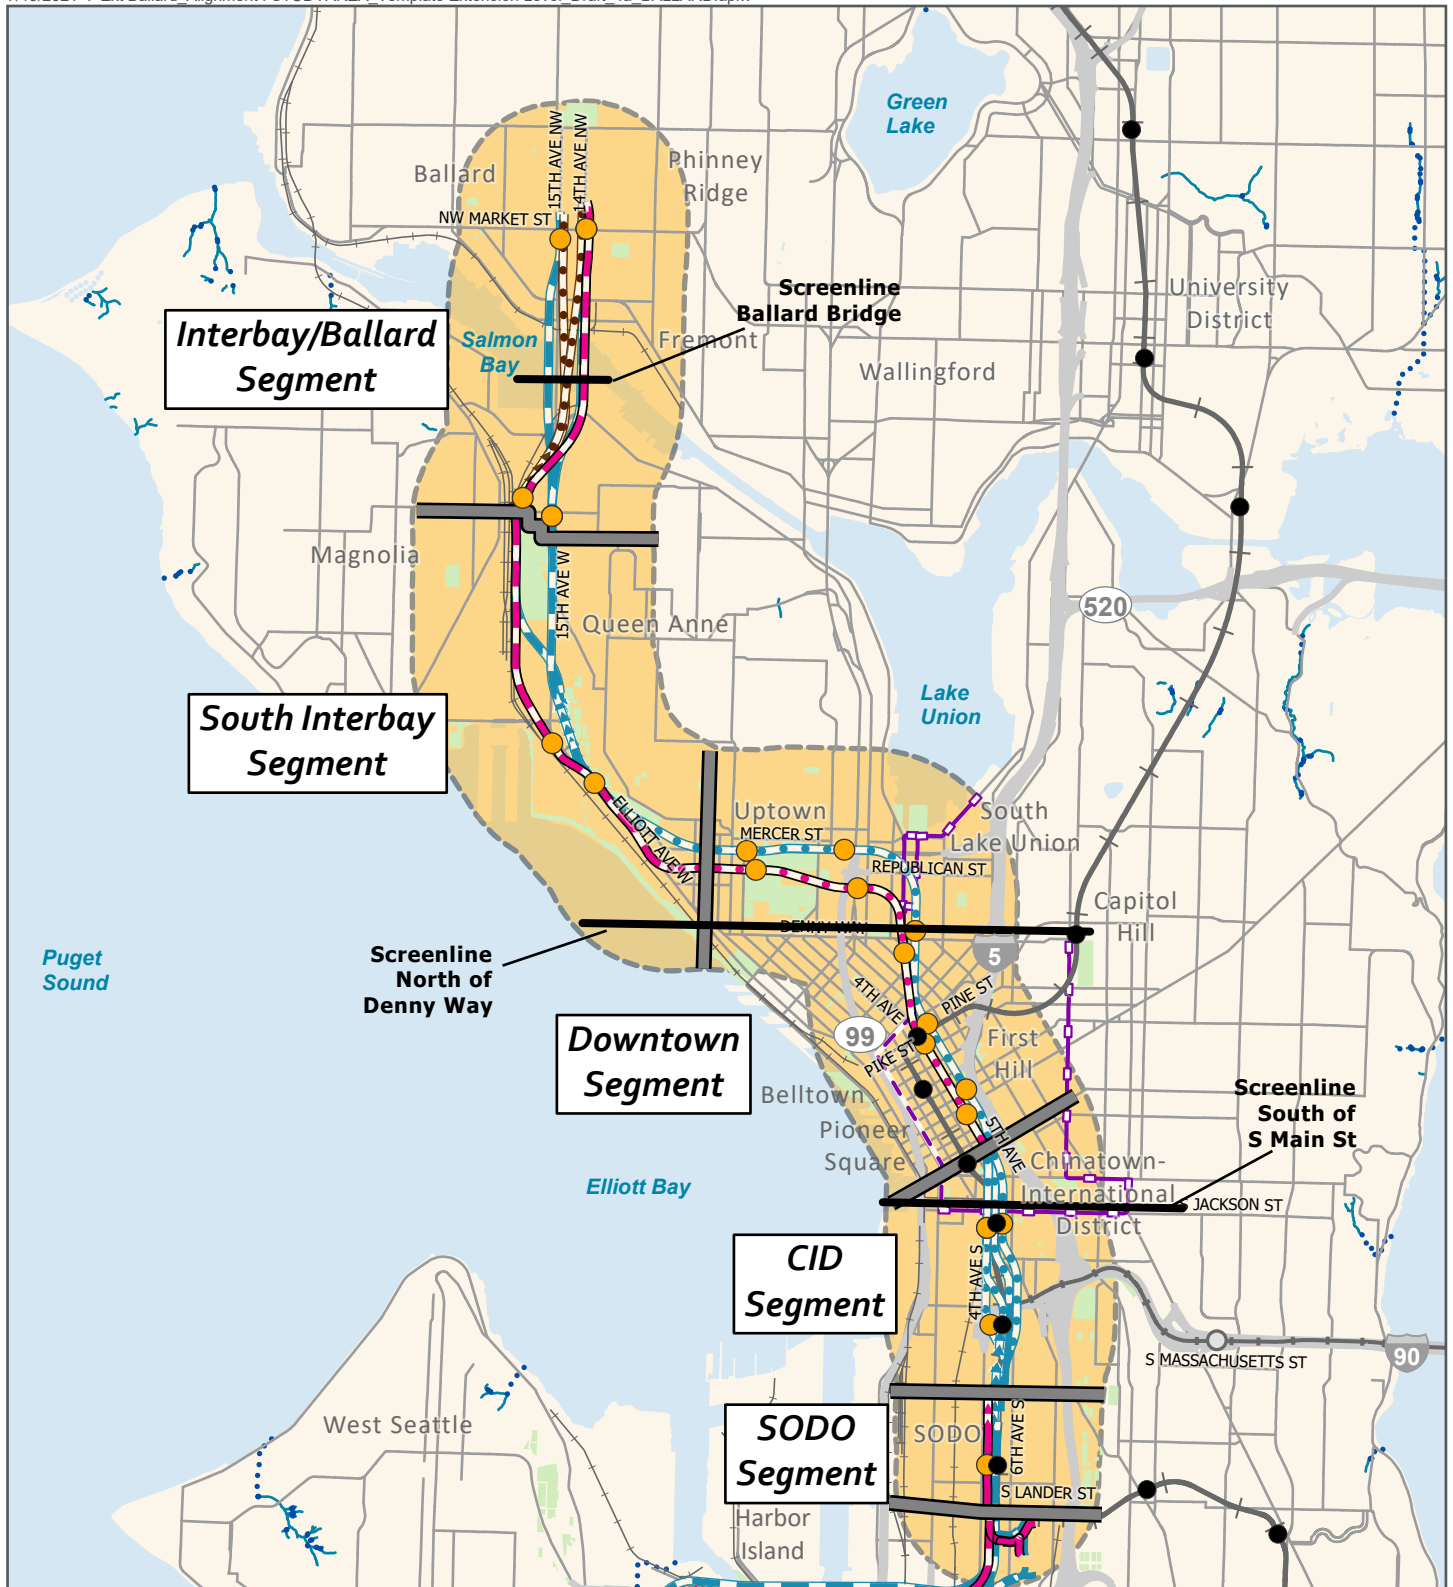 Green
Lake
Ballard
15TH AVE NW
14TH AVE NW
Phinney
Ridge
NW MARKET ST
Screenline
Ballard Bridge
University
District
Interbay/Ballard
Segment
Salmon
Bay
Fremont
Wallingford
Magnolia
15TH AVE W
Queen Anne
520
Lake
Union
South Interbay
Segment
ELLIOTT AVE W
Uptown
MERCER ST
South
Lake Union
REPUBLICAN ST
Capitol
Hill
DENNY WAY
Screenline
North of
Denny Way
5
Puget
Sound
4TH AVE
PINE ST
99
PIKE ST
First
Hill
Downtown
Segment
Belltown
Pioneer
Square
5TH AVE
Screenline
South of
S Main St
Chinatown-
International
District
Elliott Bay
S JACKSON ST
CID
Segment
4TH AVE S
S MASSACHUSETTS ST
90
West Seattle
SODO
Segment
SODO
6TH AVE S
S LANDER ST
Harbor
Island